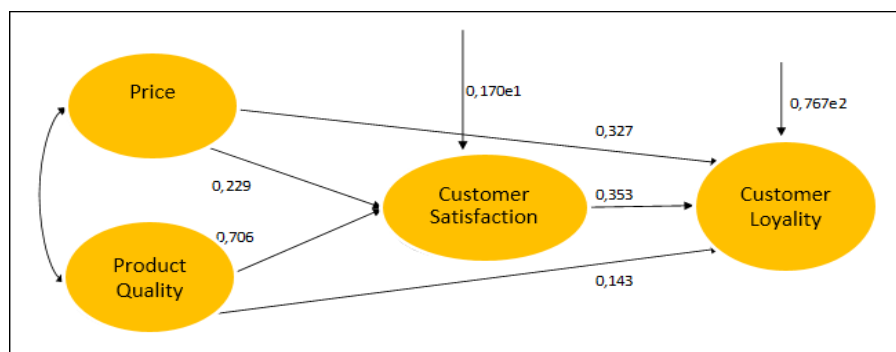 Price
0,170e1
0,767e2
0,327
0,229
Customer
Satisfaction
0,353
Customer
Loyality
0,706
Product
Quality
0,143